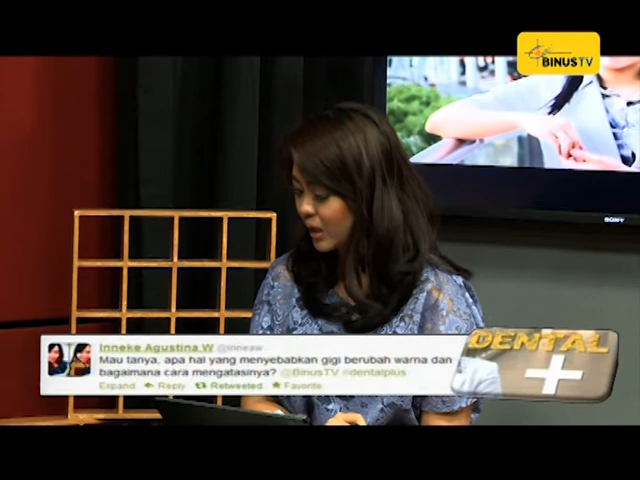 BINUSTV
SONY
Inneke Agustina W @inneaw
Mau tanya, apa hal yang menyebabkan gigi berubah warna dan
bagaimana cara mengatasinya? @BinusTV #dentalplus
Expand Reply Retweeted Favorite
DENTAL